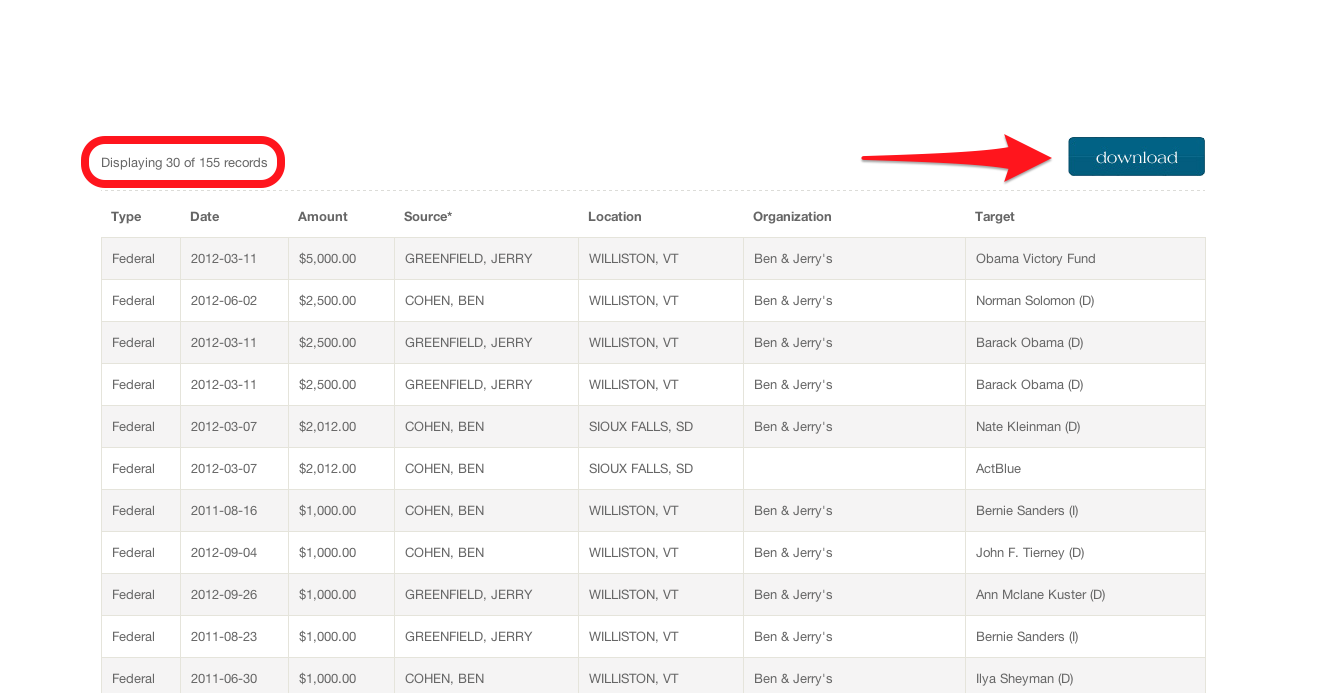 Displaying 30 of 155 records
download
Type Date Amount Source* Location Organization Target
Federal 2012-03-11 $5,000.00 GREENFIELD, JERRY WILLISTON, VT Ben & Jerry's Obama Victory Fund
Federal 2012-06-02 $2,500.00 COHEN, BEN WILLISTON, VT Ben & Jerry's Norman Solomon (D)
Federal 2012-03-11 $2,500.00 GREENFIELD, JERRY WILLISTON, VT Ben & Jerry's Barack Obama (D)
Federal 2012-03-11 $2,500.00 GREENFIELD, JERRY WILLISTON, VT Ben & Jerry's Barack Obama (D)
Federal 2012-03-07 $2,012.00 COHEN, BEN SIOUX FALLS, SD Ben & Jerry's Nate Kleinman (D)
Federal 2012-03-07 $2,012.00 COHEN, BEN SIOUX FALLS, SD ActBlue
Federal 2011-08-16 $1,000.00 COHEN, BEN WILLISTON, VT Ben & Jerry's Bernie Sanders (I)
Federal 2012-09-04 $1,000.00 COHEN, BEN WILLISTON, VT Ben & Jerry's John F. Tierney (D)
Federal 2012-09-26 $1,000.00 GREENFIELD, JERRY WILLISTON, VT Ben & Jerry's Ann Mclane Kuster (D)
Federal 2011-08-23 $1,000.00 GREENFIELD, JERRY WILLISTON, VT Ben & Jerry's Bernie Sanders (I)
Federal 2011-06-30 $1,000.00 COHEN, BEN WILLISTON, VT Ben & Jerry's Ilya Sheyman (D)